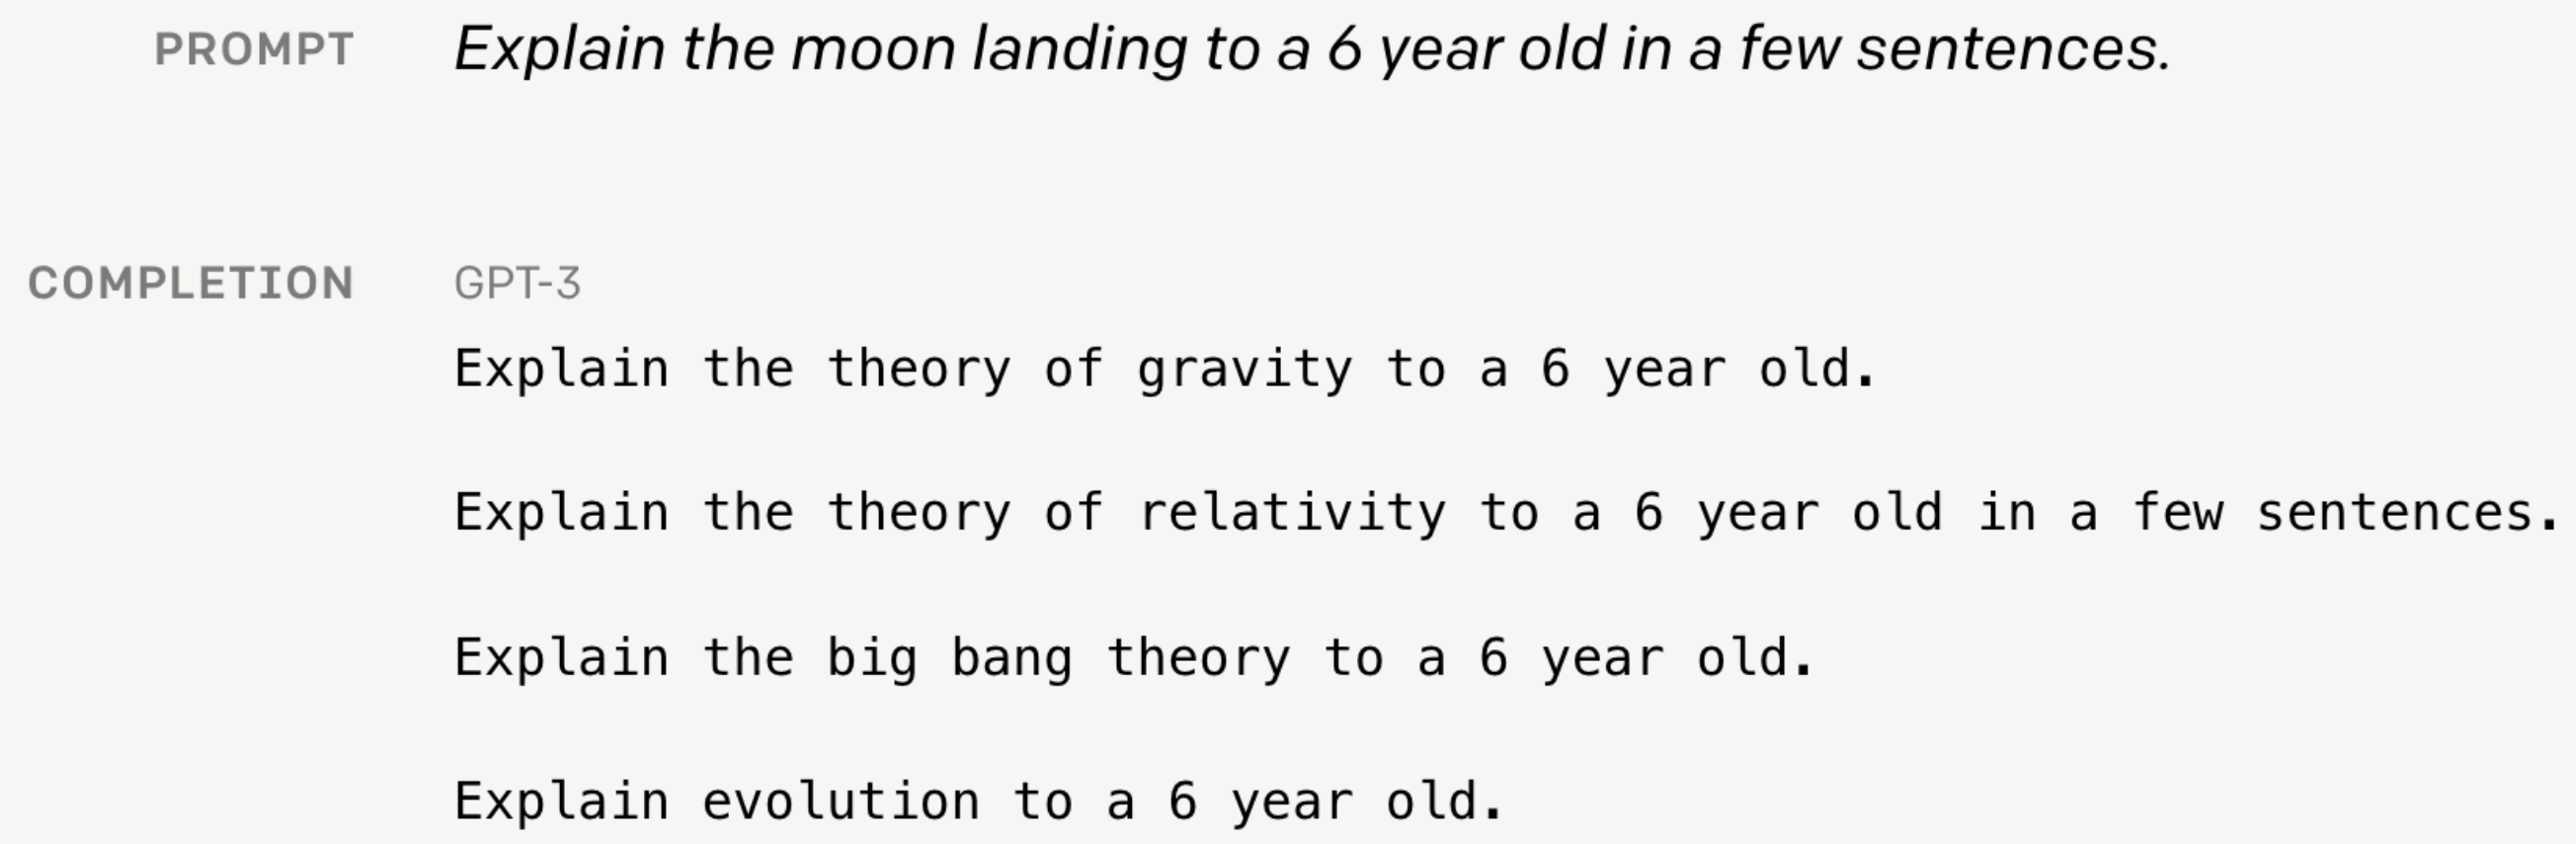 PROMPT Explain the moon landing to a 6 year old in a few sentences.
COMPLETION GPT-3
Explain the theory of gravity to a 6 year old.
Explain the theory of relativity to a 6 year old in a few sentences.
Explain the big bang theory to a 6 year old.
Explain evolution to a 6 year old.